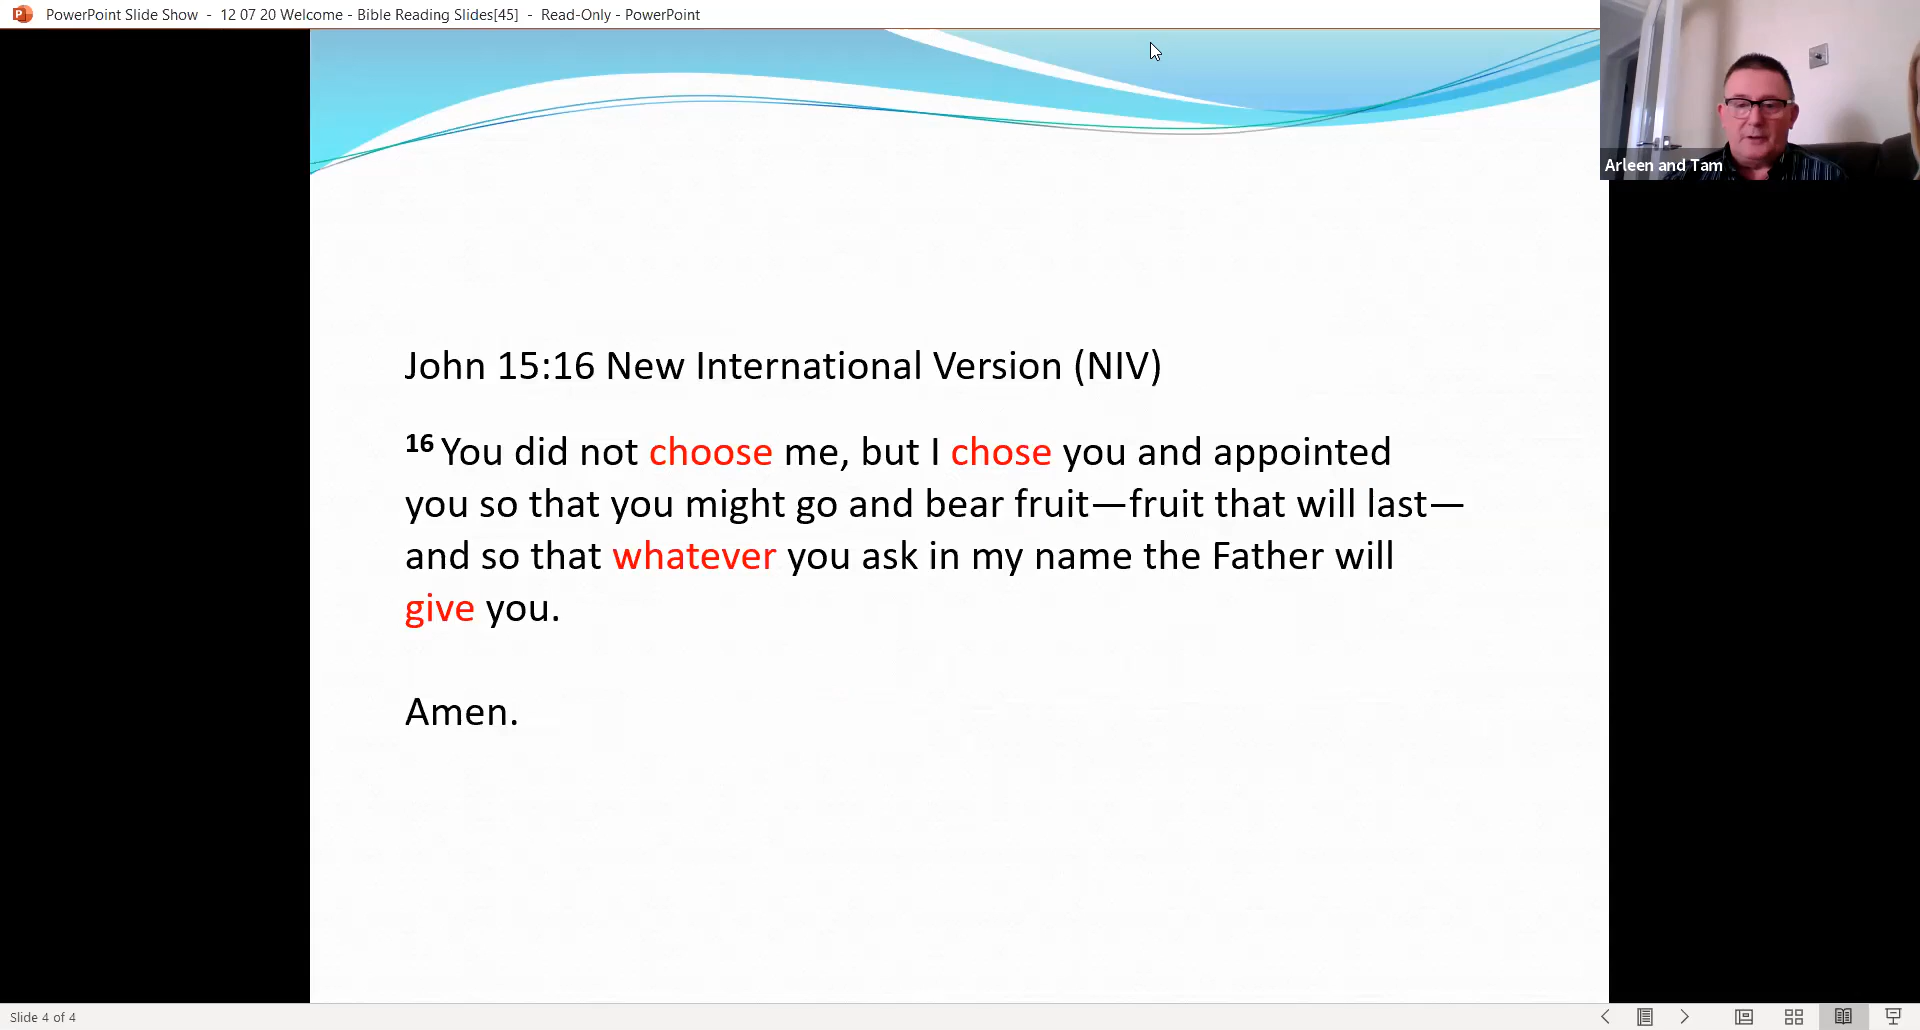 PowerPoint Slide Show - 12 07 20 Welcome - Bible Reading Slides[45] - Read-Only - PowerPoint
Arleen and Tam
John 15:16 New International Version (NIV)
16 You did not choose me, but I chose you and appointed
you so that you might go and bear fruit—fruit that will last—
and so that whatever you ask in my name the Father will
give you.
Amen.
Slide 4 of 4